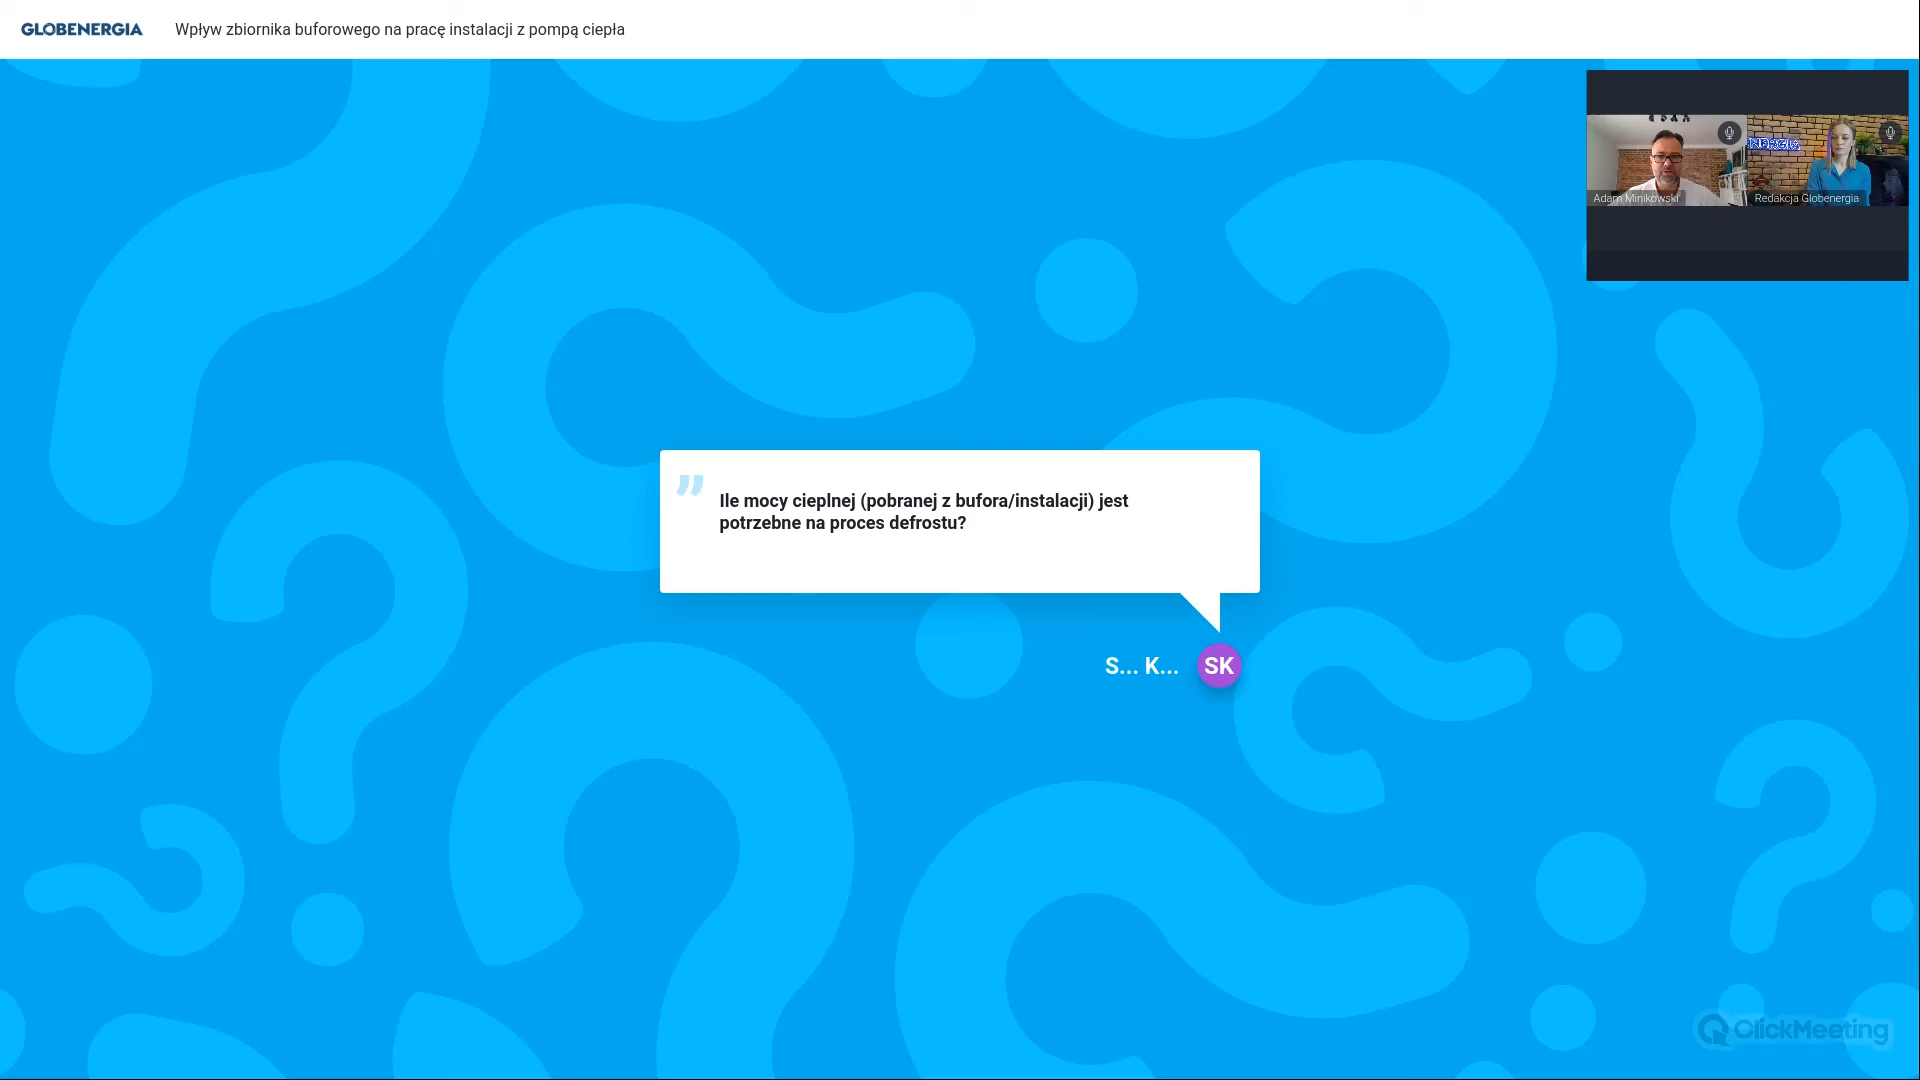 GLOBENERGIA
Wpływ zbiornika buforowego na pracę instalacji z pompą ciepła
Adam Minikowski
Redakcja Globenergia
Ile mocy cieplnej (pobranej z bufora/instalacji) jest
potrzebne na proces defrostu?
S... K...
SK
ClickMeeting